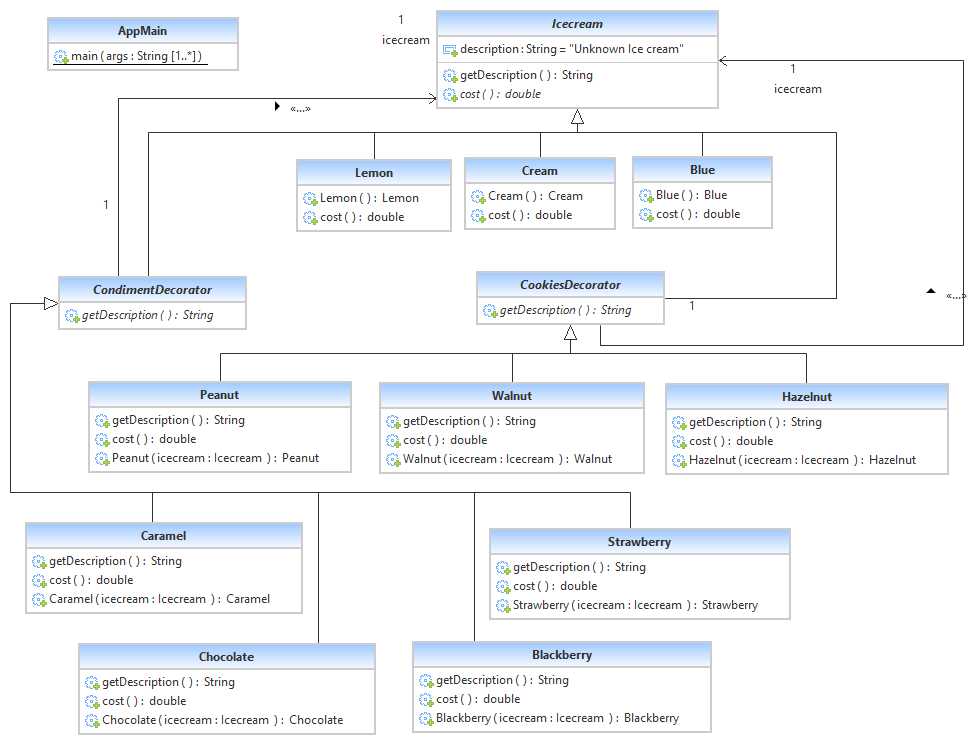 AppMain
main ( args : String [1..*] )
1
icecream
Icecream
description : String = "Unknown Ice cream"
getDescription ( ) : String
cost ( ) : double
1
icecream
«...»
Lemon
Lemon ( ) : Lemon
cost ( ) : double
Cream
Cream ( ) : Cream
cost ( ) : double
Blue
Blue ( ) : Blue
cost ( ) : double
1
CondimentDecorator
getDescription ( ) : String
CookiesDecorator
getDescription ( ) : String
1
«...»
Peanut
getDescription ( ) : String
cost ( ) : double
Peanut ( icecream : Icecream ) : Peanut
Walnut
getDescription ( ) : String
cost ( ) : double
Walnut ( icecream : Icecream ) : Walnut
Hazelnut
getDescription ( ) : String
cost ( ) : double
Hazelnut ( icecream : Icecream ) : Hazelnut
Caramel
getDescription ( ) : String
cost ( ) : double
Caramel ( icecream : Icecream ) : Caramel
Strawberry
getDescription ( ) : String
cost ( ) : double
Strawberry ( icecream : Icecream ) : Strawberry
Chocolate
getDescription ( ) : String
cost ( ) : double
Chocolate ( icecream : Icecream ) : Chocolate
Blackberry
getDescription ( ) : String
cost ( ) : double
Blackberry ( icecream : Icecream ) : Blackberry